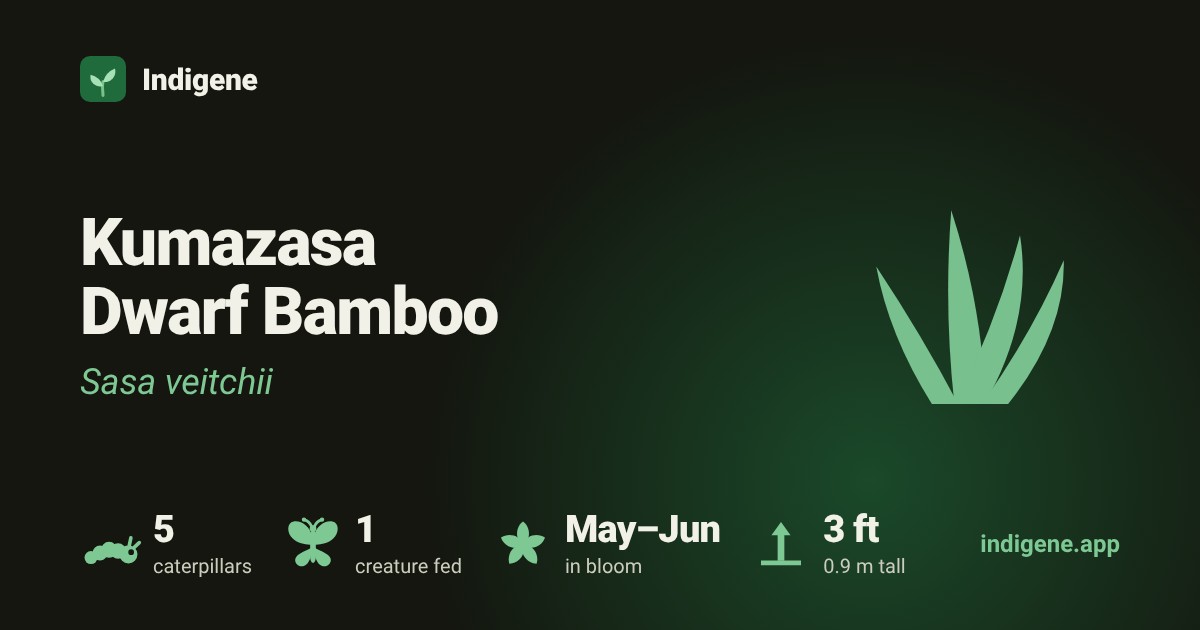 Indigene
Kumazasa
Dwarf Bamboo
Sasa veitchii
5
caterpillars
1
creature fed
May–Jun
in bloom
3 ft
0.9 m tall
indigene.app